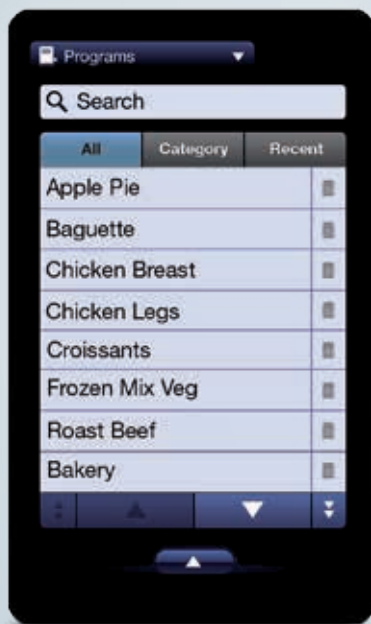 Programs
Search
All Category Recent
Apple Pie
Baguette
Chicken Breast
Chicken Legs
Croissants
Frozen Mix Veg
Roast Beef
Bakery